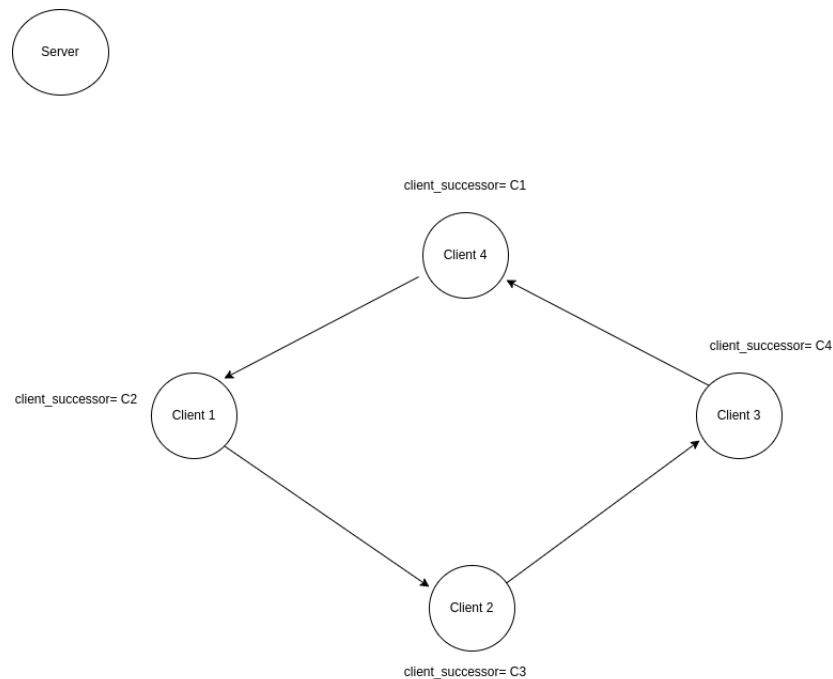 Server
client_successor= C1
Client 4
client_successor= C4
client_successor= C2
Client 1
Client 3
Client 2
client_successor= C3